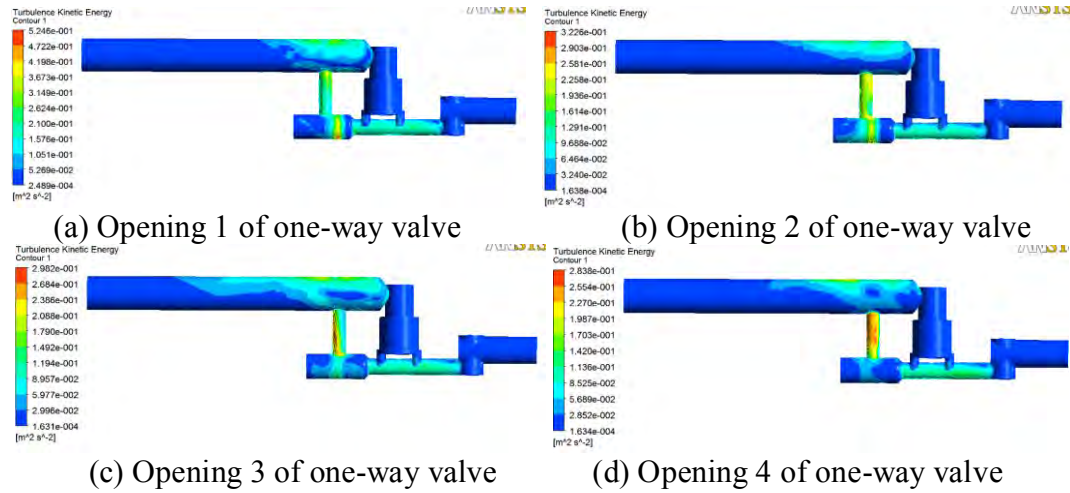 Turbulence Kinetic Energy
Contour 1
5.246e-001
4.722e-001
4.198e-001
3.673e-001
3.149e-001
2.624e-001
2.100e-001
1.576e-001
1.051e-001
5.269e-002
2.489e-004
[m^2 s^-2]
(a) Opening 1 of one-way valve
Turbulence Kinetic Energy
Contour 1
3.226e-001
2.903e-001
2.581e-001
2.258e-001
1.936e-001
1.614e-001
1.291e-001
9.688e-002
6.464e-002
3.240e-002
1.638e-004
[m^2 s^-2]
(b) Opening 2 of one-way valve
Turbulence Kinetic Energy
Contour 1
2.982e-001
2.684e-001
2.386e-001
2.088e-001
1.790e-001
1.492e-001
1.194e-001
8.957e-002
5.977e-002
2.996e-002
1.631e-004
[m^2 s^-2]
(c) Opening 3 of one-way valve
Turbulence Kinetic Energy
Contour 1
2.838e-001
2.554e-001
2.270e-001
1.987e-001
1.703e-001
1.420e-001
1.136e-001
8.525e-002
5.689e-002
2.852e-002
1.634e-004
[m^2 s^-2]
(d) Opening 4 of one-way valve